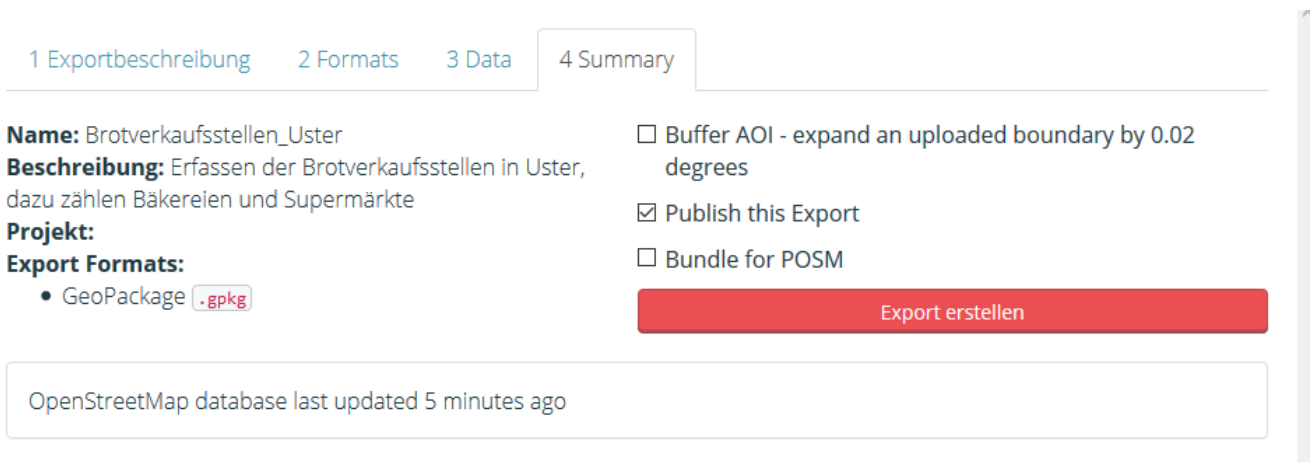 1 Exportbeschreibung 2 Formats 3 Data 4 Summary
Name: Brotverkaufsstellen_Uster
Beschreibung: Erfassen der Brotverkaufsstellen in Uster,
dazu zählen Bäkereien und Supermärkte
Projekt:
Export Formats:
• GeoPackage .gpkg
Buffer AOI - expand an uploaded boundary by 0.02
degrees
Publish this Export
Bundle for POSM
Export erstellen
OpenStreetMap database last updated 5 minutes ago